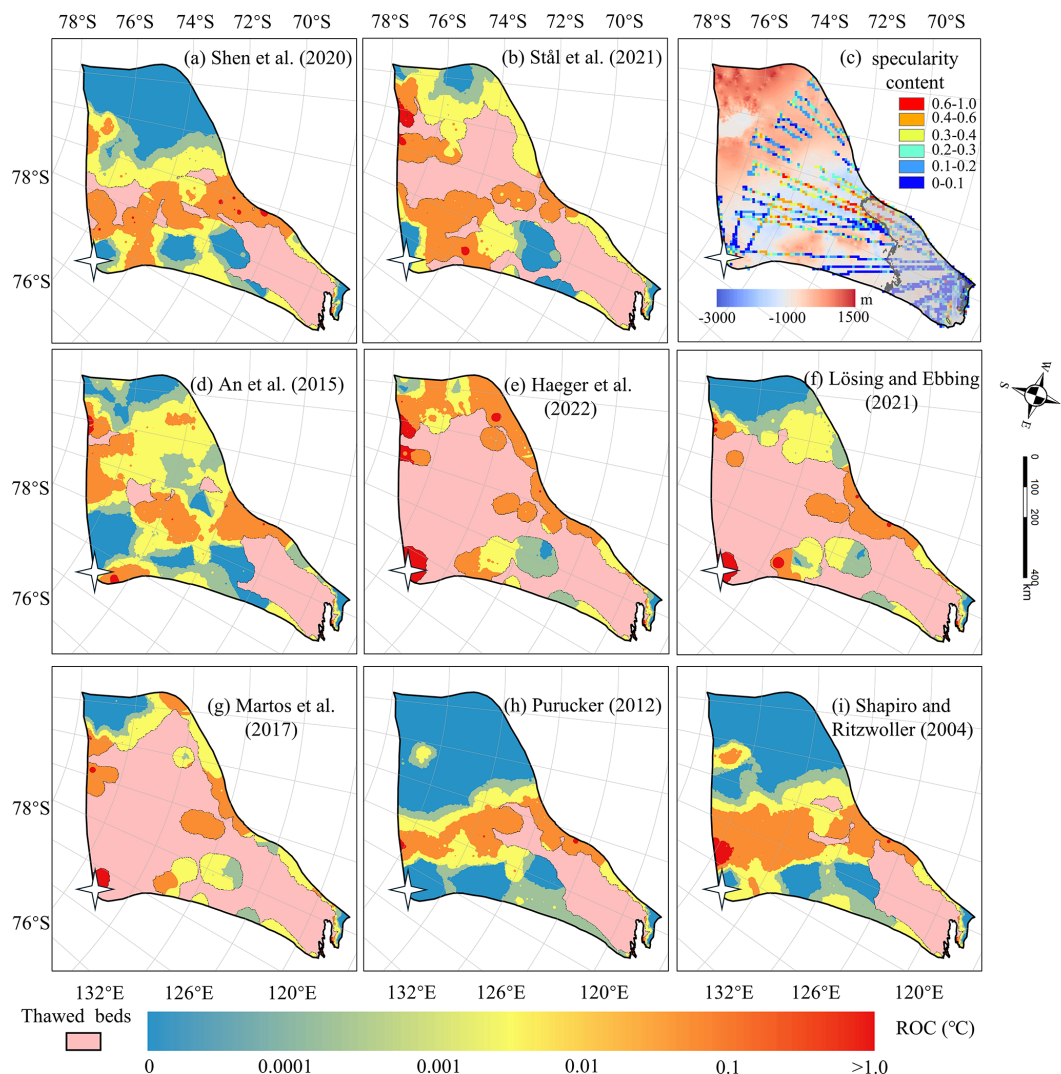 78°S 76°S 74°S 72°S 70°S
78°S 76°S 74°S 72°S 70°S
78°S 76°S 74°S 72°S 70°S
(a) Shen et al. (2020)
(b) Stål et al. (2021)
(c) specularity
content
0.6-1.0
0.4-0.6
0.3-0.4
0.2-0.3
0.1-0.2
0-0.1
m
-3000 -1000 1500
78°S
76°S
(d) An et al. (2015)
(e) Haeger et al.
(2022)
(f) Lösing and Ebbing
(2021)
78°S
76°S
W
S
E
0
100
200
400
km
(g) Martos et al.
(2017)
(h) Purucker (2012)
(i) Shapiro and
Ritzwoller (2004)
78°S
76°S
132°E 126°E 120°E
132°E 126°E 120°E
132°E 126°E 120°E
Thawed beds
ROC (°C)
0 0.0001 0.001 0.01 0.1 >1.0